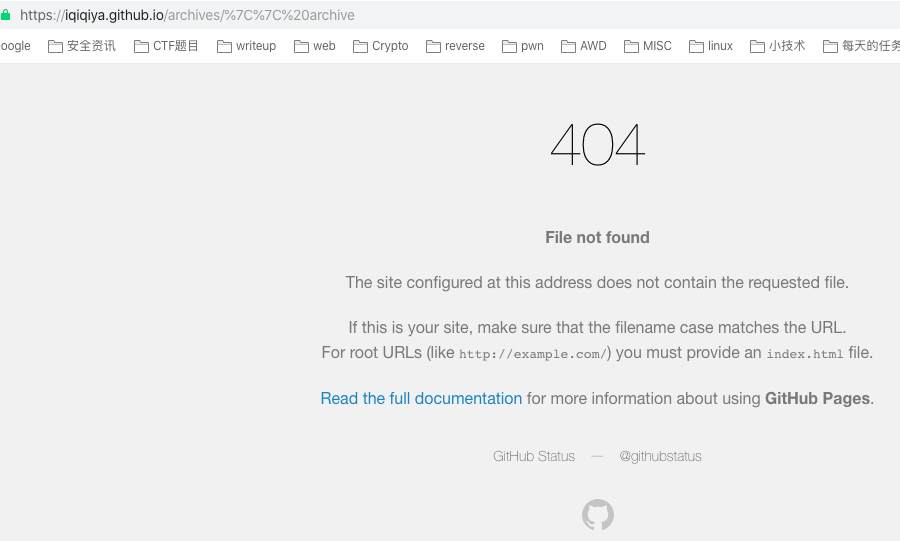 https://iqiqiya.github.io/archives/%7C%7C%20archive
oogle 安全资讯 CTF题目 writeup web Crypto reverse pwn AWD MISC linux 小技术 每天的任务
404
File not found
The site configured at this address does not contain the requested file.
If this is your site, make sure that the filename case matches the URL.
For root URLs (like http://example.com/) you must provide an index.html file.
Read the full documentation for more information about using GitHub Pages.
GitHub Status — @githubstatus